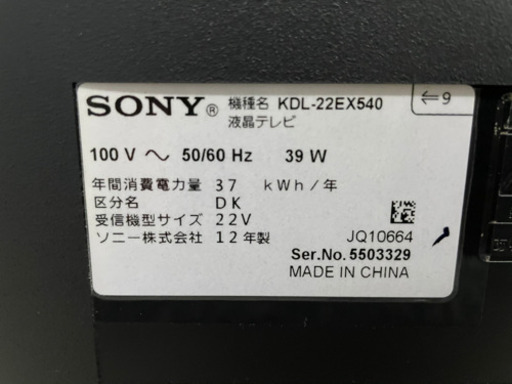 SONY® 機種名 KDL-22EX540
液晶テレビ
⇐9
100 V ～ 50/60 Hz 39 W
年間消費電力量 37 kWh/年
区分名 DK
受信機型サイズ 22V
ソニー株式会社 12年製
JQ10664
Ser.No. 5503329
MADE IN CHINA